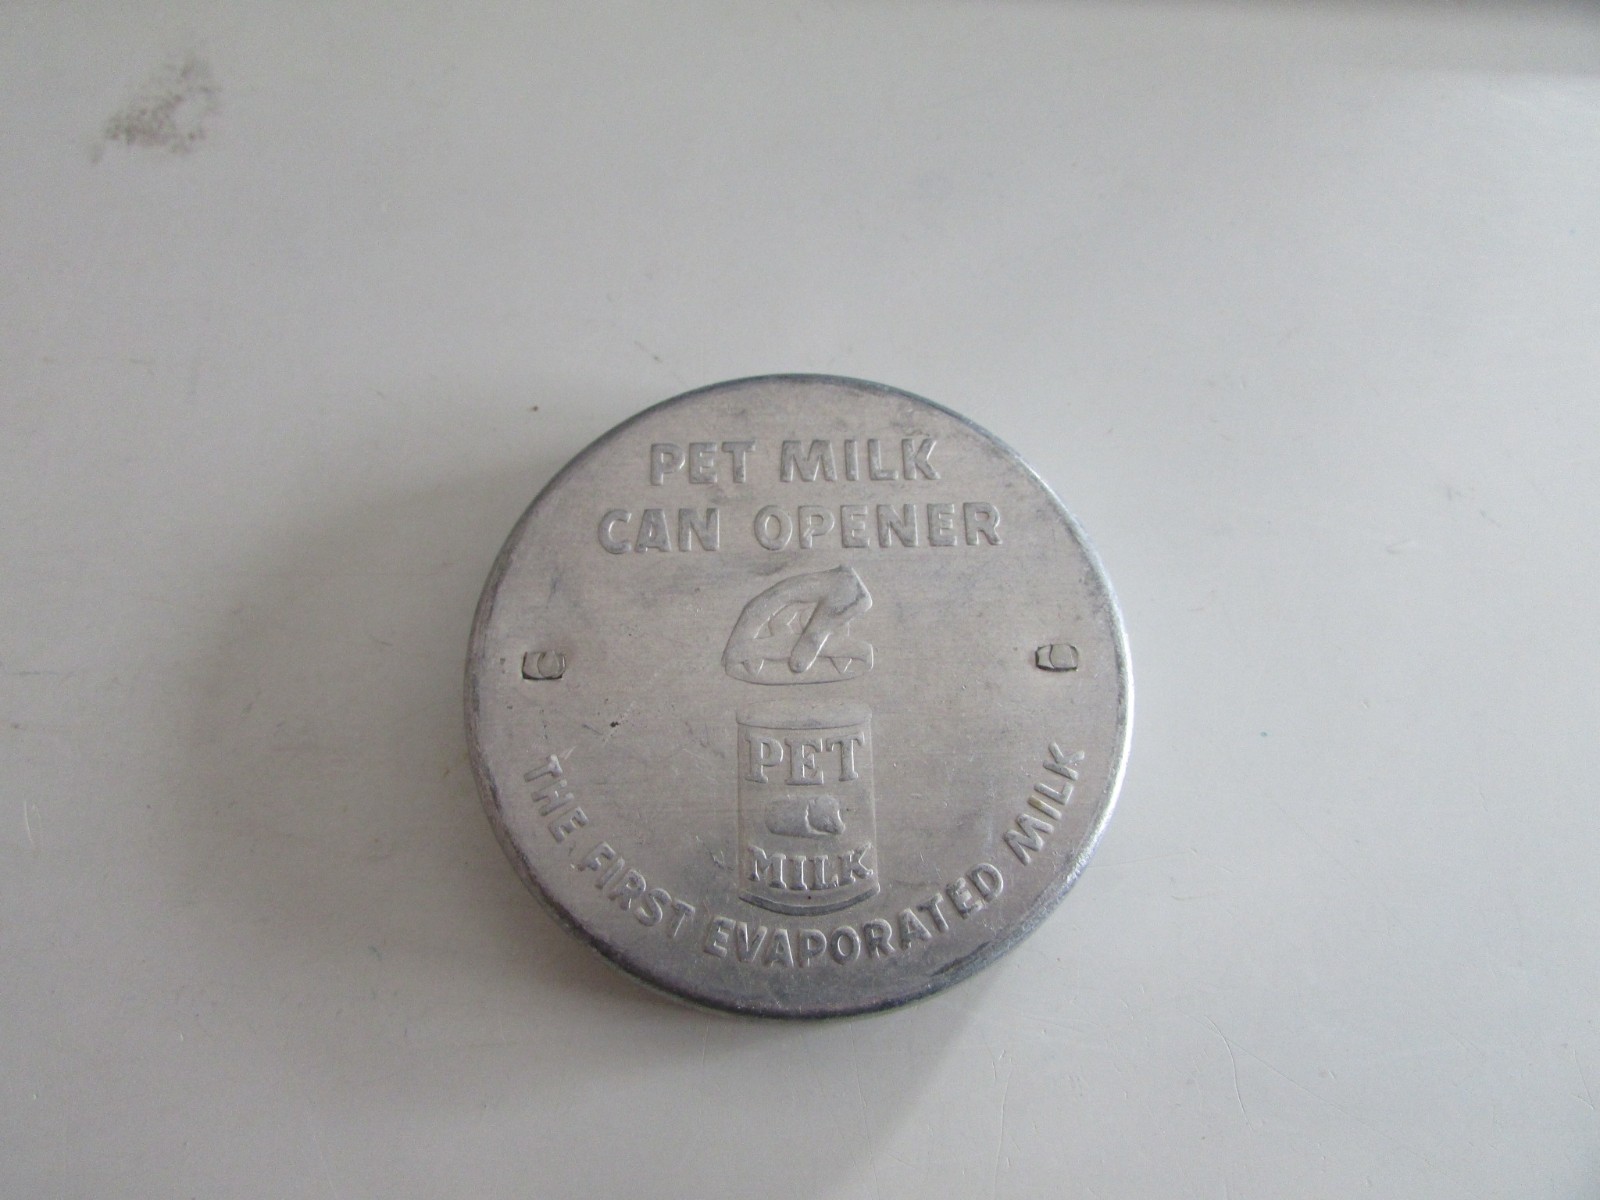 PET MILK
CAN OPENER
PET
MILK
THE FIRST EVAPORATED MILK